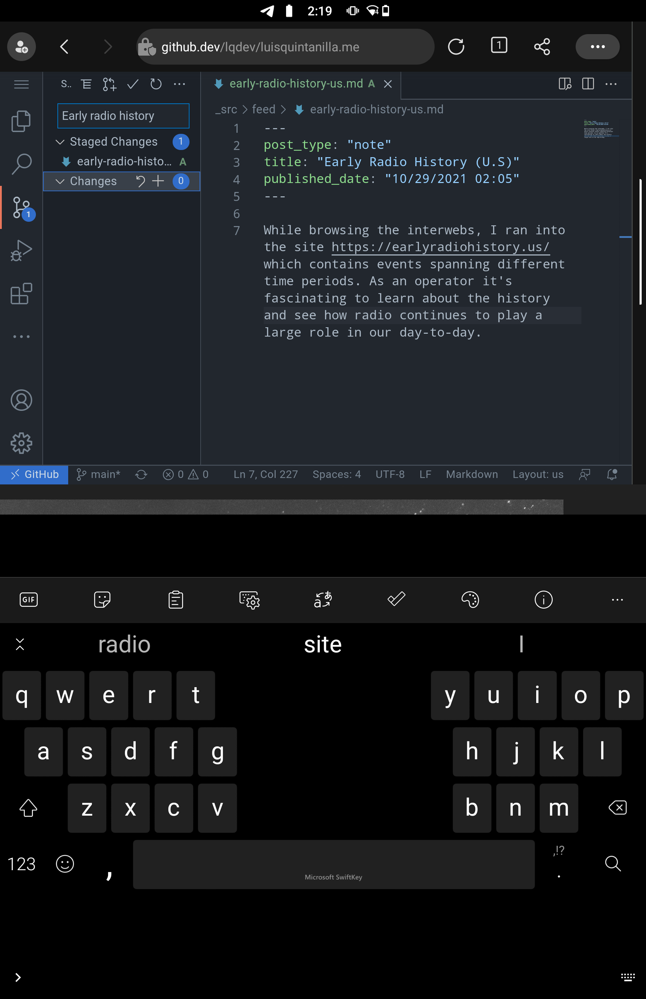 2:19
4
github.dev/lqdev/luisquintanilla.me
1
S..
early-radio-history-us.md A
Early radio history
_src > feed > early-radio-history-us.md
Staged Changes 1
early-radio-histo... A
Changes 0
1
1 ---
2 post_type: "note"
3 title: "Early Radio History (U.S)"
4 published_date: "10/29/2021 02:05"
5 ---
6
7 While browsing the interwebs, I ran into
the site https://earlyradiohistory.us/
which contains events spanning different
time periods. As an operator it's
fascinating to learn about the history
and see how radio continues to play a
large role in our day-to-day.
GitHub main* 0 0 Ln 7, Col 227 Spaces: 4 UTF-8 LF Markdown Layout: us
GIF
aあ
radio site |
q w e r t y u i o p
a s d f g h j k l
z x c v b n m
,!?
123 , .
Microsoft SwiftKey